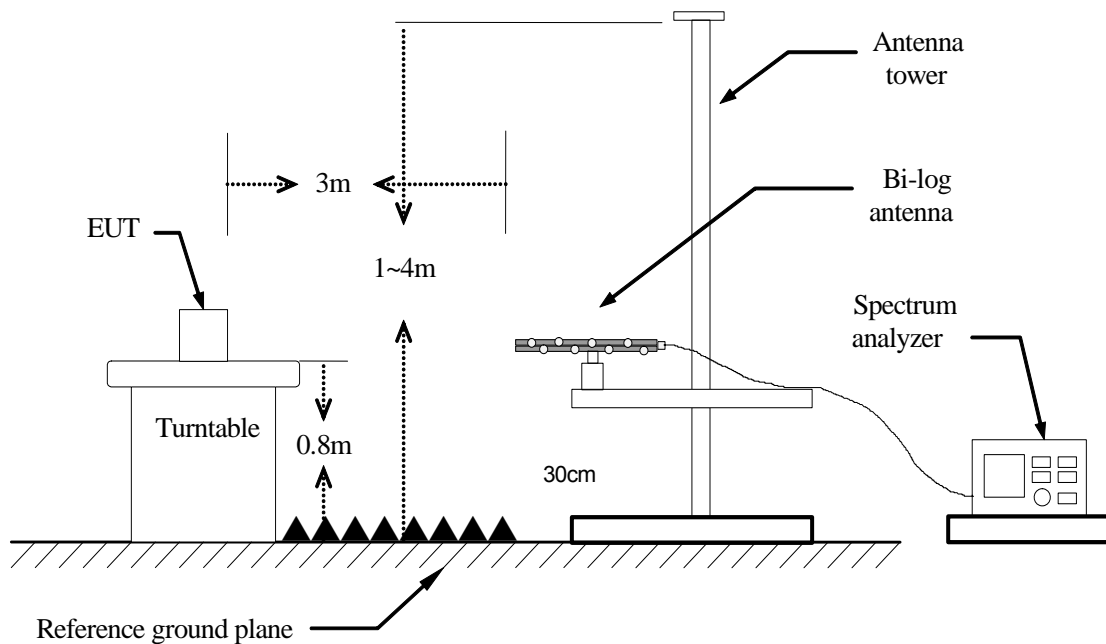 Antenna
tower
3m
Bi-log
antenna
EUT
1~4m
Spectrum
analyzer
Turntable
0.8m
30cm
Reference ground plane